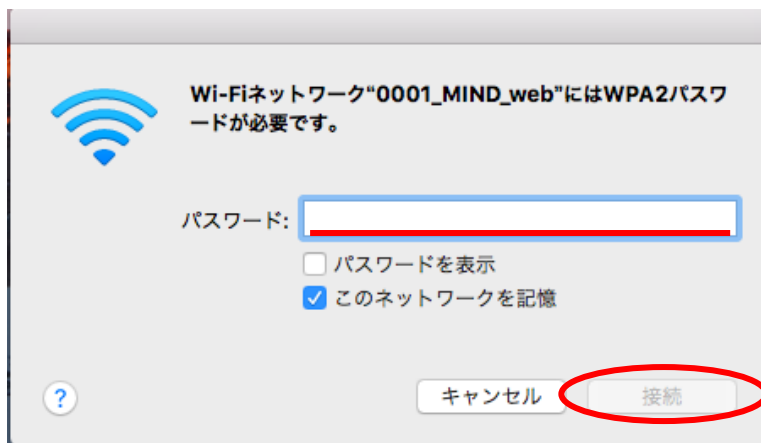 Wi-Fiネットワーク“0001_MIND_web”にはWPA2パスワ
ードが必要です。
パスワード:
パスワードを表示
このネットワークを記憶
?
キャンセル
接続